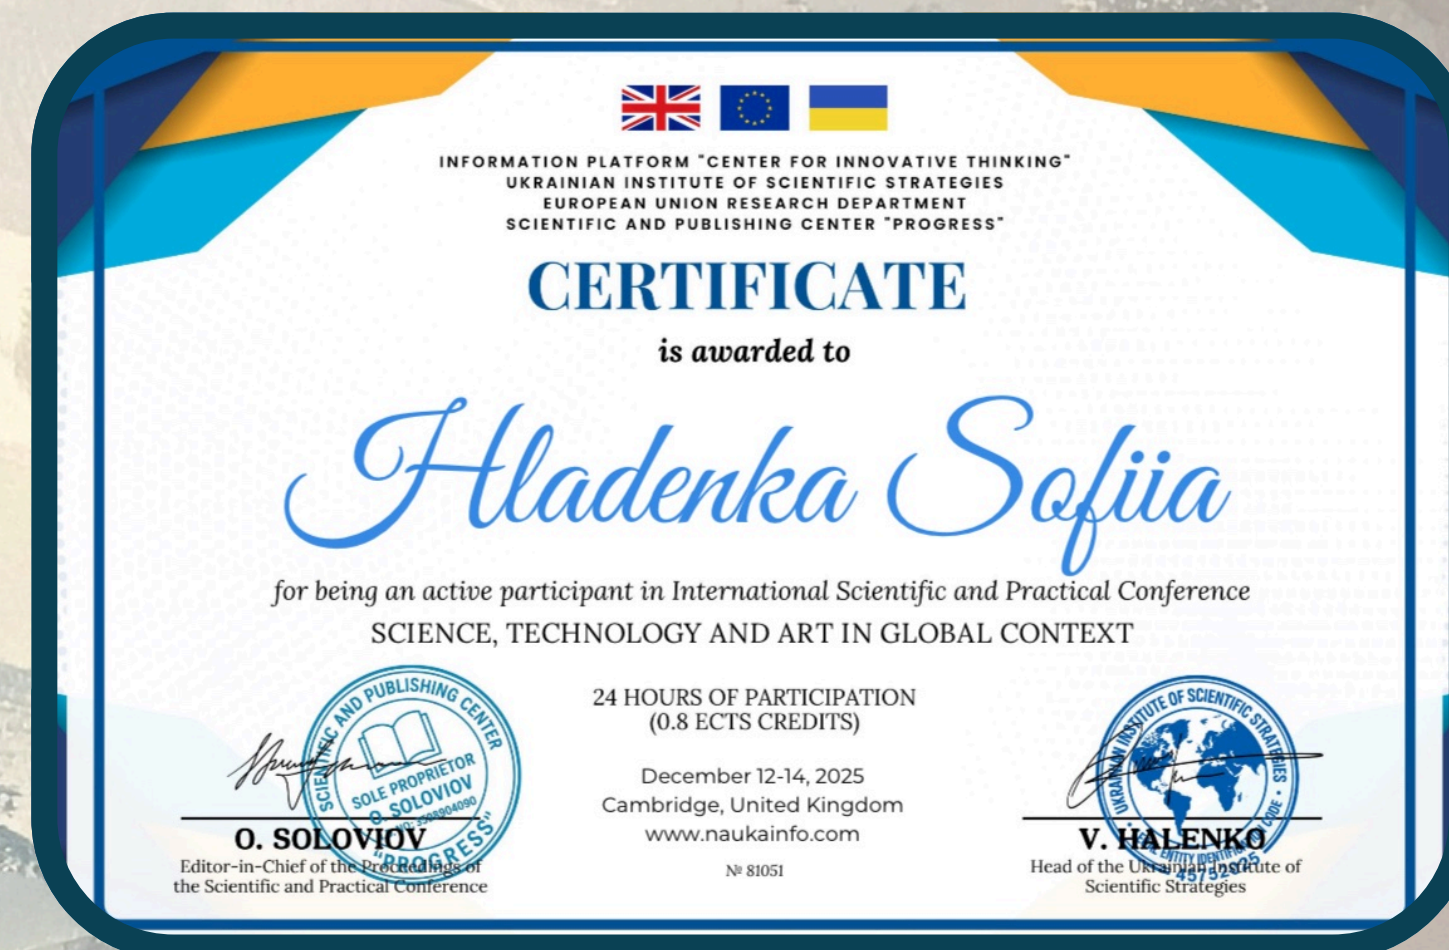 INFORMATION PLATFORM "CENTER FOR INNOVATIVE THINKING"
UKRAINIAN INSTITUTE OF SCIENTIFIC STRATEGIES
EUROPEAN UNION RESEARCH DEPARTMENT
SCIENTIFIC AND PUBLISHING CENTER "PROGRESS"
CERTIFICATE
is awarded to
Hladenka Sofiia
for being an active participant in International Scientific and Practical Conference
SCIENCE, TECHNOLOGY AND ART IN GLOBAL CONTEXT
24 HOURS OF PARTICIPATION
(0.8 ECTS CREDITS)
December 12-14, 2025
Cambridge, United Kingdom
www.naukainfo.com
№ 81051
SCIENTIFIC AND PUBLISHING CENTER
SOLE PROPRIETOR
O. SOLOVIOV
"PROGRESS"
O. SOLOVIOV
Editor-in-Chief of the Proceedings of
the Scientific and Practical Conference
UKRAINIAN INSTITUTE OF SCIENTIFIC STRATEGIES
V. HALENKO
Head of the Ukrainian Institute of
Scientific Strategies